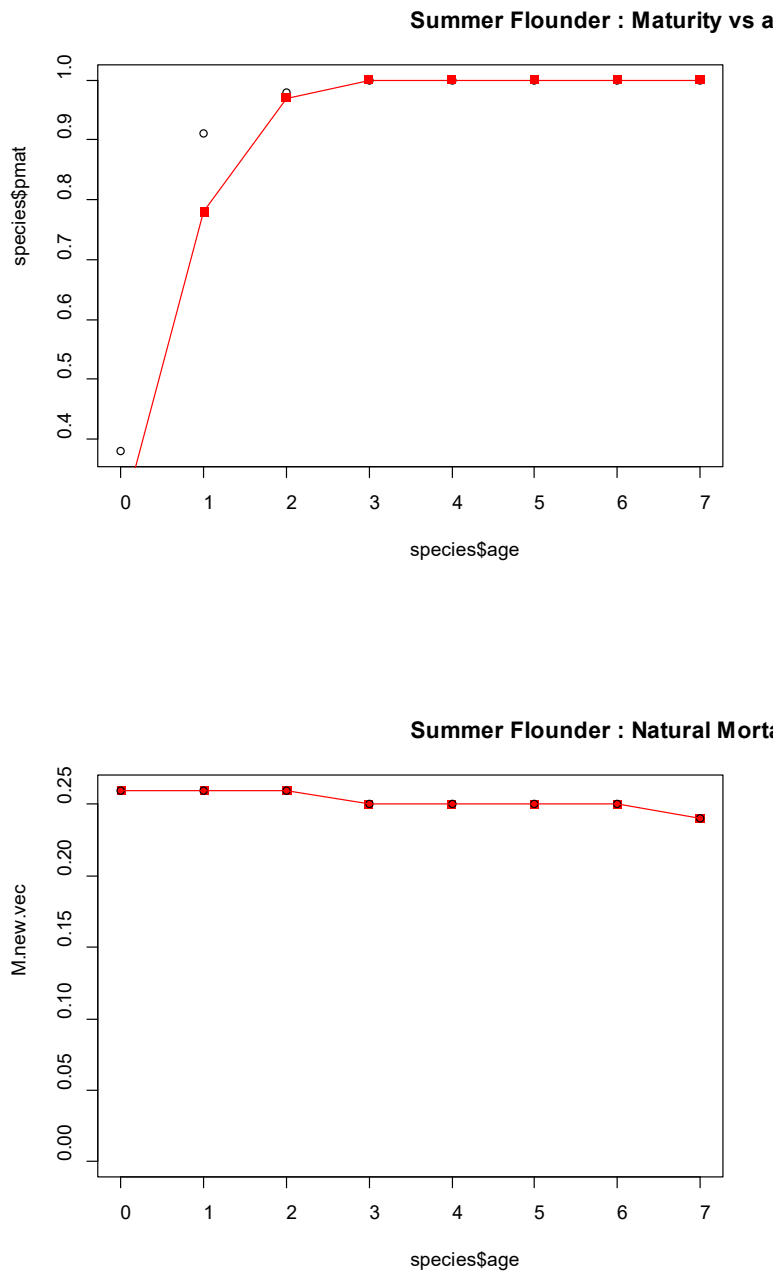 Summer Flounder : Maturity vs a
1.0
0.9
0.8
0.7
0.6
0.5
0.4
species$pmat
0 1 2 3 4 5 6 7
species$age
Summer Flounder : Natural Morta
0.25
0.20
0.15
0.10
0.05
0.00
M.new.vec
0 1 2 3 4 5 6 7
species$age